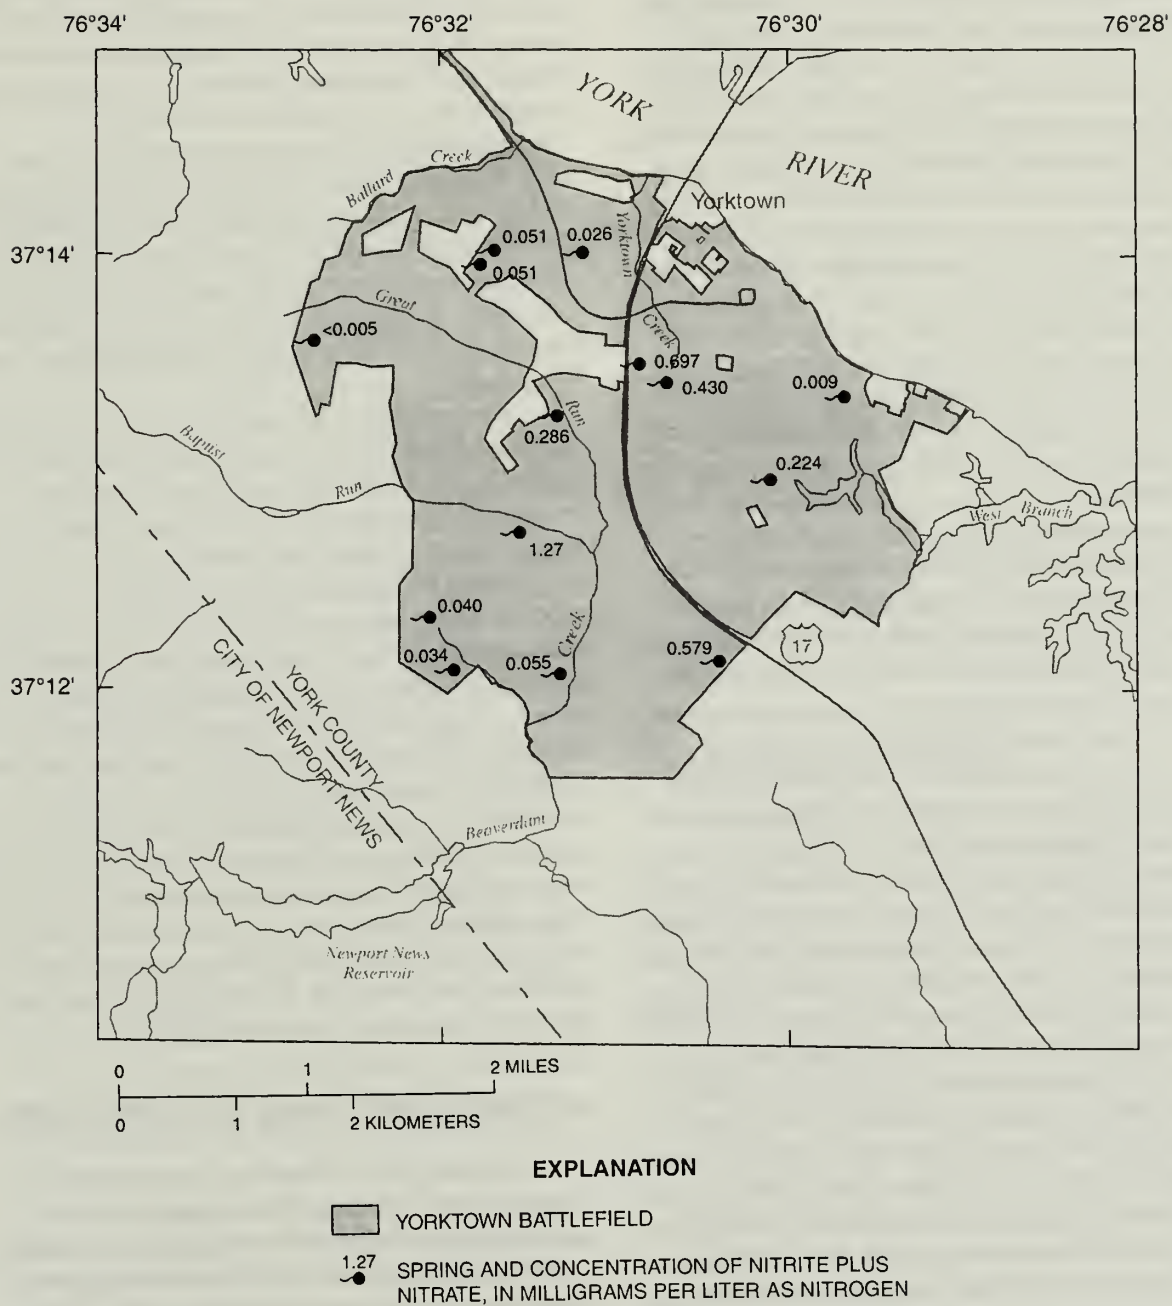 76°34'
76°32'
76°30'
76°28'
YORK
RIVER
Creek
Ballard
Yorktown
Yorktown
37°14'
0.051
0.026
0.051
Great
<0.005
Creek
0.697
0.430
0.009
Run
0.286
Baptist
0.224
Run
West Branch
1.27
0.040
Creek
17
0.034
0.055
0.579
37°12'
YORK COUNTY
CITY OF NEWPORT NEWS
Beaverdam
Newport News
Reservoir
0 1 2 MILES
0 1 2 KILOMETERS
EXPLANATION
YORKTOWN BATTLEFIELD
1.27
SPRING AND CONCENTRATION OF NITRITE PLUS
NITRATE, IN MILLIGRAMS PER LITER AS NITROGEN